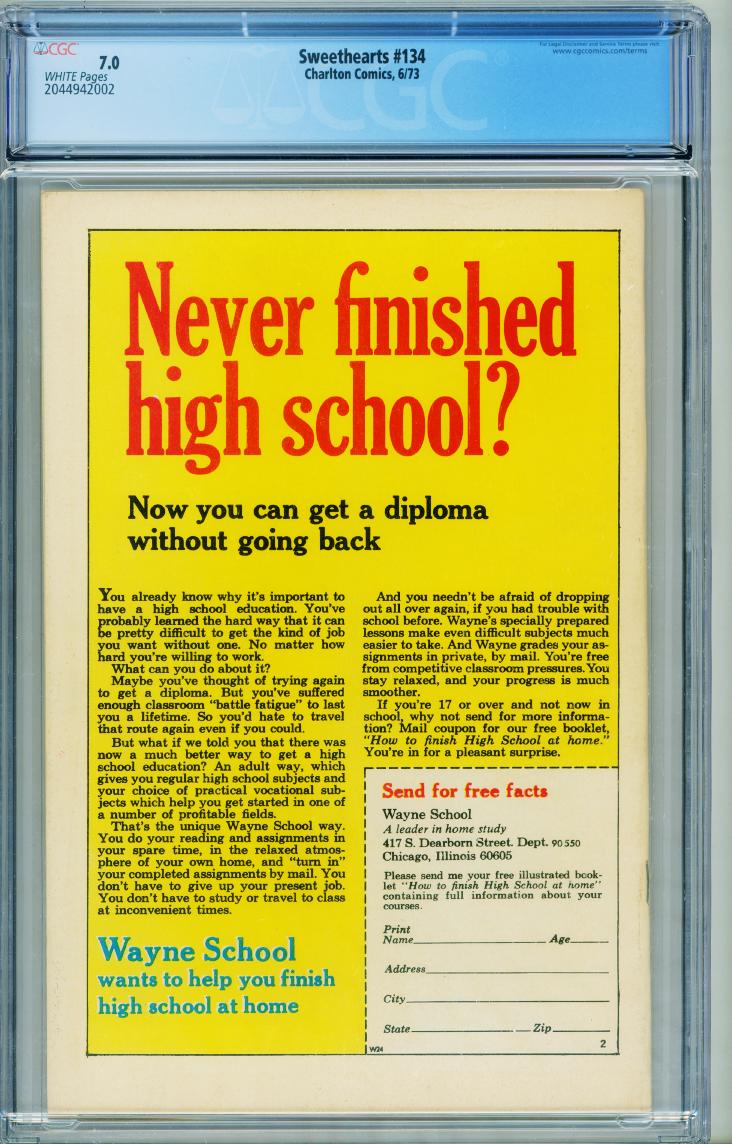 CGC
7.0
WHITE Pages
2044942002
Sweethearts #134
Charlton Comics, 6/73
For Legal Disclaimer and Service Terms please visit
www.cgccomics.com/terms
CGC
Never finished
high school?
Now you can get a diploma
without going back
You already know why it's important to
have a high school education. You've
probably learned the hard way that it can
be pretty difficult to get the kind of job
you want without one. No matter how
hard you're willing to work.
What can you do about it?
Maybe you've thought of trying again
to get a diploma. But you've suffered
enough classroom "battle fatigue" to last
you a lifetime. So you'd hate to travel
that route again even if you could.
But what if we told you that there was
now a much better way to get a high
school education? An adult way, which
gives you regular high school subjects and
your choice of practical vocational sub-
jects which help you get started in one of
a number of profitable fields.
That's the unique Wayne School way.
You do your reading and assignments in
your spare time, in the relaxed atmos-
phere of your own home, and "turn in"
your completed assignments by mail. You
don't have to give up your present job.
You don't have to study or travel to class
at inconvenient times.
Wayne School
wants to help you finish
high school at home
And you needn't be afraid of dropping
out all over again, if you had trouble with
school before. Wayne's specially prepared
lessons make even difficult subjects much
easier to take. And Wayne grades your as-
signments in private, by mail. You're free
from competitive classroom pressures. You
stay relaxed, and your progress is much
smoother.
If you're 17 or over and not now in
school, why not send for more informa-
tion? Mail coupon for our free booklet,
"How to finish High School at home."
You're in for a pleasant surprise.
Send for free facts
Wayne School
A leader in home study
417 S. Dearborn Street. Dept. 90 550
Chicago, Illinois 60605
Please send me your free illustrated book-
let "How to finish High School at home"
containing full information about your
courses.
Print
Name Age
Address
City
State Zip
W24 2